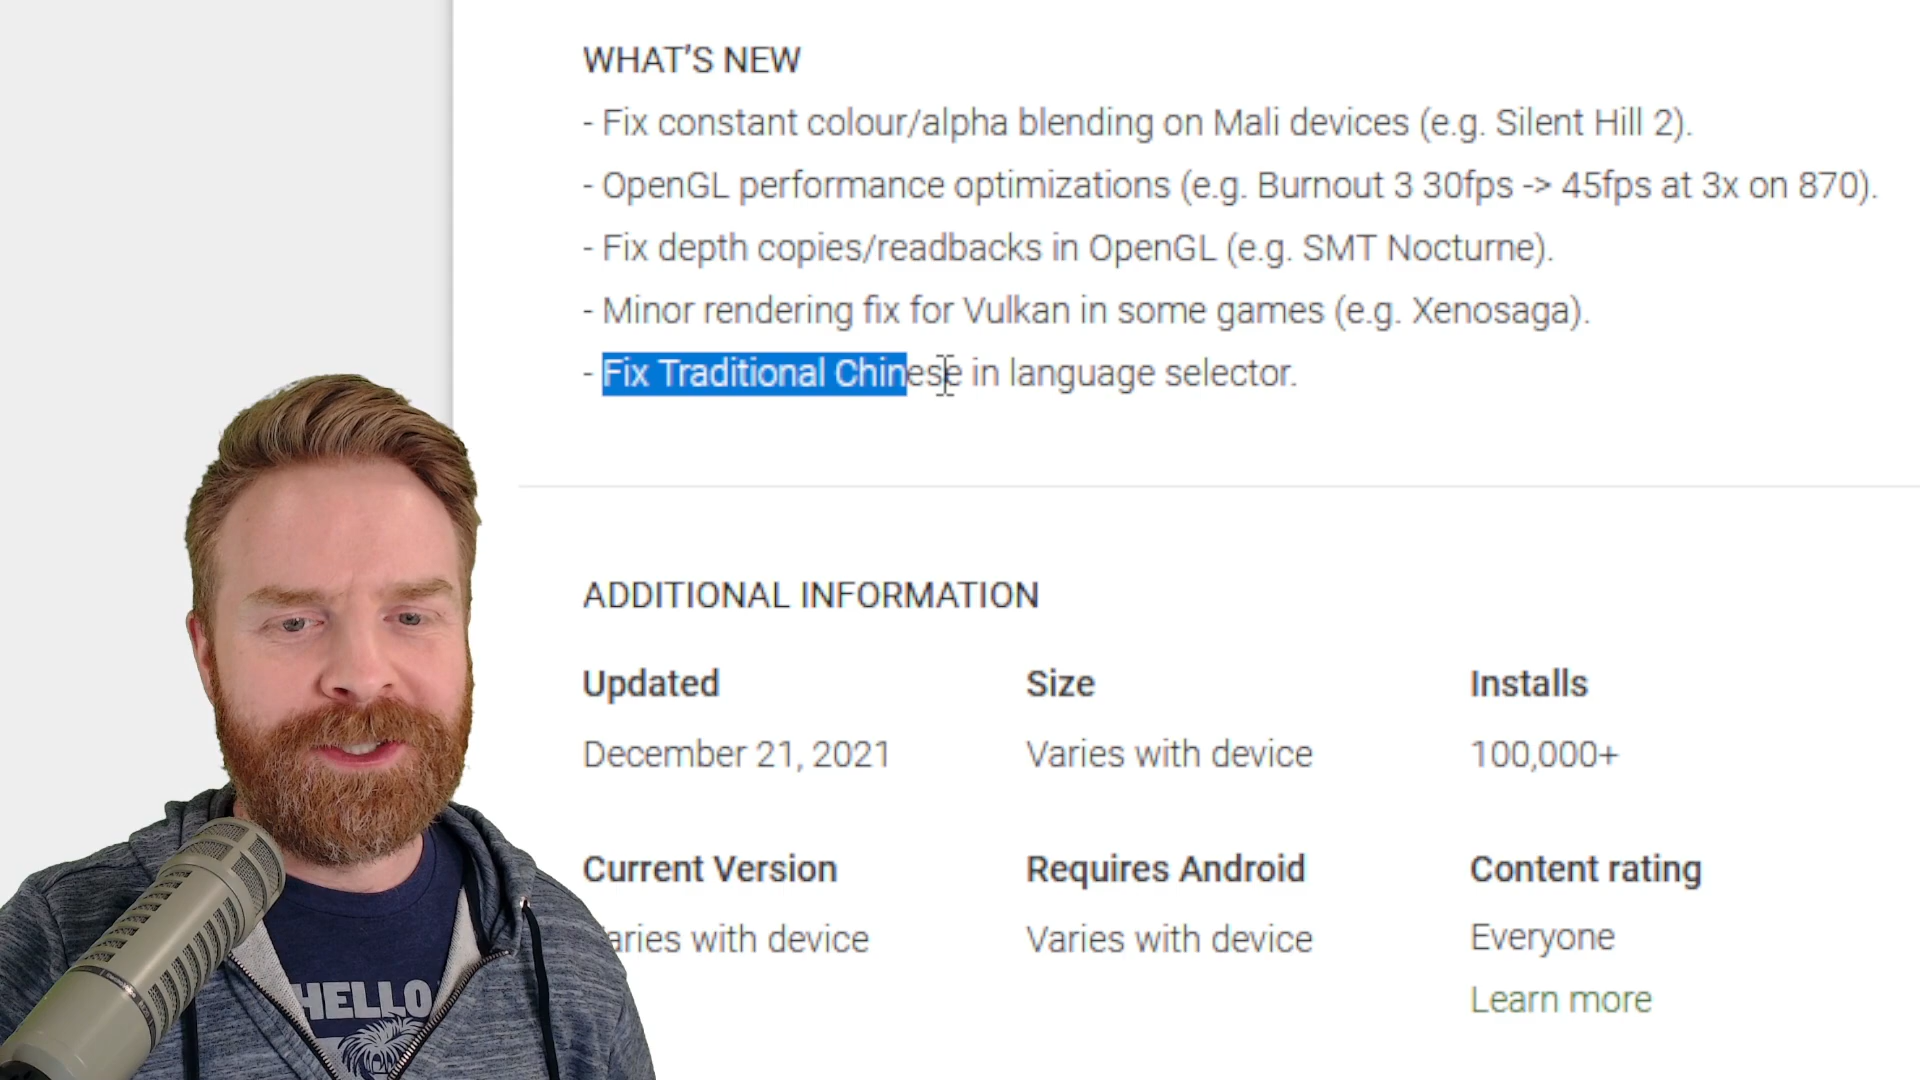 WHAT'S NEW
- Fix constant colour/alpha blending on Mali devices (e.g. Silent Hill 2).
- OpenGL performance optimizations (e.g. Burnout 3 30fps -> 45fps at 3x on 870).
- Fix depth copies/readbacks in OpenGL (e.g. SMT Nocturne).
- Minor rendering fix for Vulkan in some games (e.g. Xenosaga).
- Fix Traditional Chinese in language selector.
ADDITIONAL INFORMATION
Updated
Size
Installs
December 21, 2021
Varies with device
100,000+
Current Version
Requires Android
Content rating
aries with device
Varies with device
Everyone
Learn more
HELLO